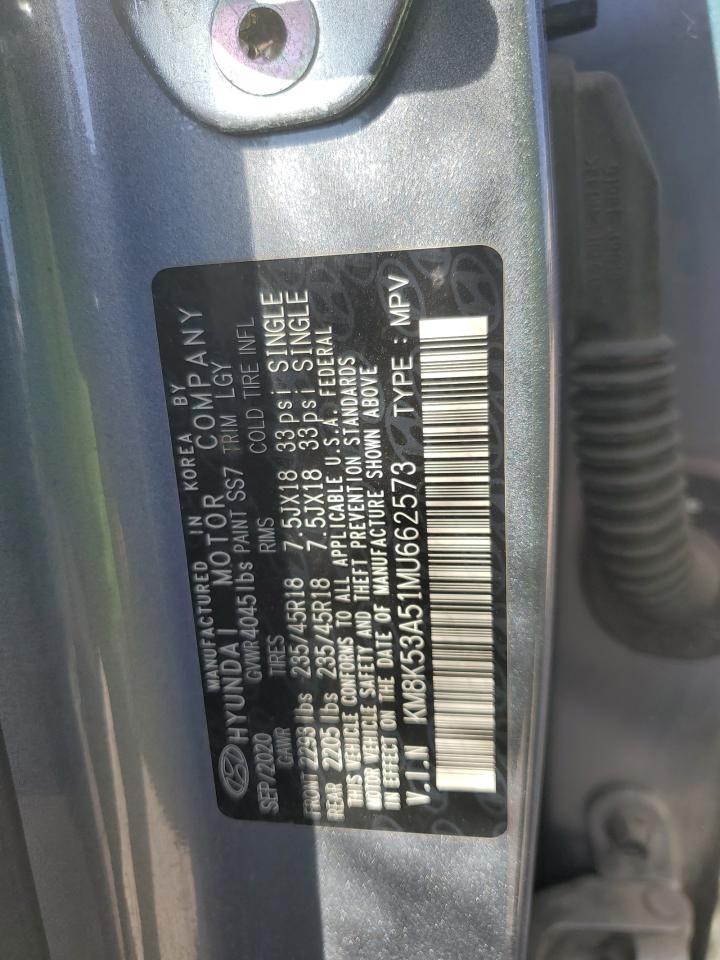 MANUFACTURED IN KOREA BY
HYUNDAI MOTOR COMPANY
SEP/2020 GVWR 4045 lbs PAINT SS7 TRIM LGY
GAWR TIRES RIMS COLD TIRE INFL
FRONT 2293 lbs 235/45R18 7.5JX18 33psi SINGLE
REAR 2205 lbs 235/45R18 7.5JX18 33psi SINGLE
THIS VEHICLE CONFORMS TO ALL APPLICABLE U.S.A. FEDERAL
MOTOR VEHICLE SAFETY AND THEFT PREVENTION STANDARDS
IN EFFECT ON THE DATE OF MANUFACTURE SHOWN ABOVE
V.I.N KM8K53A51MU662573 TYPE : MPV